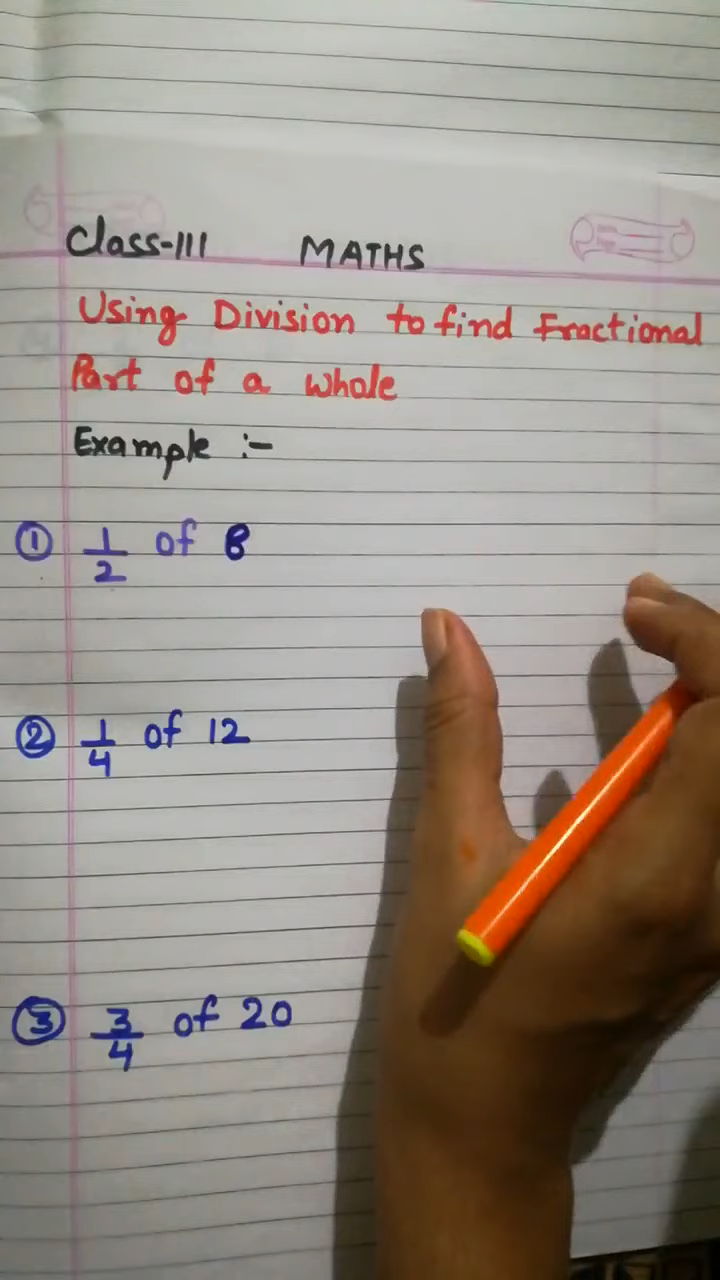 Class-III MATHS
Using Division to find Fractional
Part of a whole
Example :-
① 1/2 of 8
② 1/4 of 12
③ 3/4 of 20